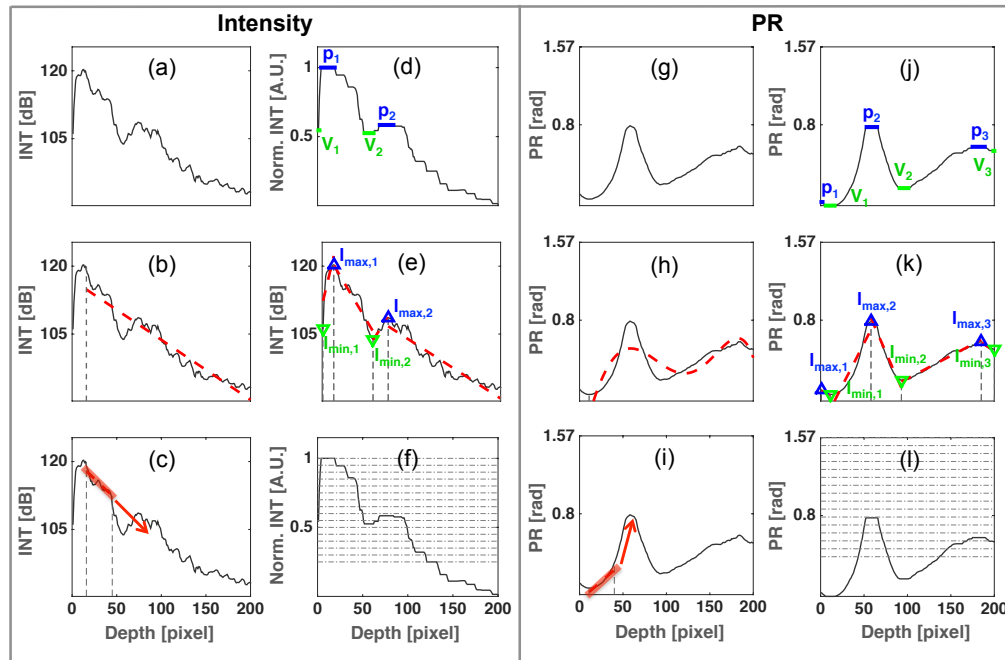 Intensity
PR
(a)
120
105
INT [dB]
(d)
p1
p2
V1
V2
1
0.5
Norm. INT [A.U.]
(g)
1.57
0.8
PR [rad]
(j)
p1
p2
p3
V1
V2
V3
1.57
0.8
PR [rad]
(b)
120
105
INT [dB]
(e)
Imax,1
Imax,2
Imin,1
Imin,2
120
105
INT [dB]
(h)
1.57
0.8
PR [rad]
(k)
Imax,1
Imax,2
Imax,3
Imin,1
Imin,2
Imin,3
1.57
0.8
PR [rad]
(c)
120
105
INT [dB]
0 50 100 150 200
Depth [pixel]
(f)
1
0.5
Norm. INT [A.U.]
0 50 100 150 200
Depth [pixel]
(i)
1.57
0.8
PR [rad]
0 50 100 150 200
Depth [pixel]
(l)
1.57
0.8
PR [rad]
0 50 100 150 200
Depth [pixel]